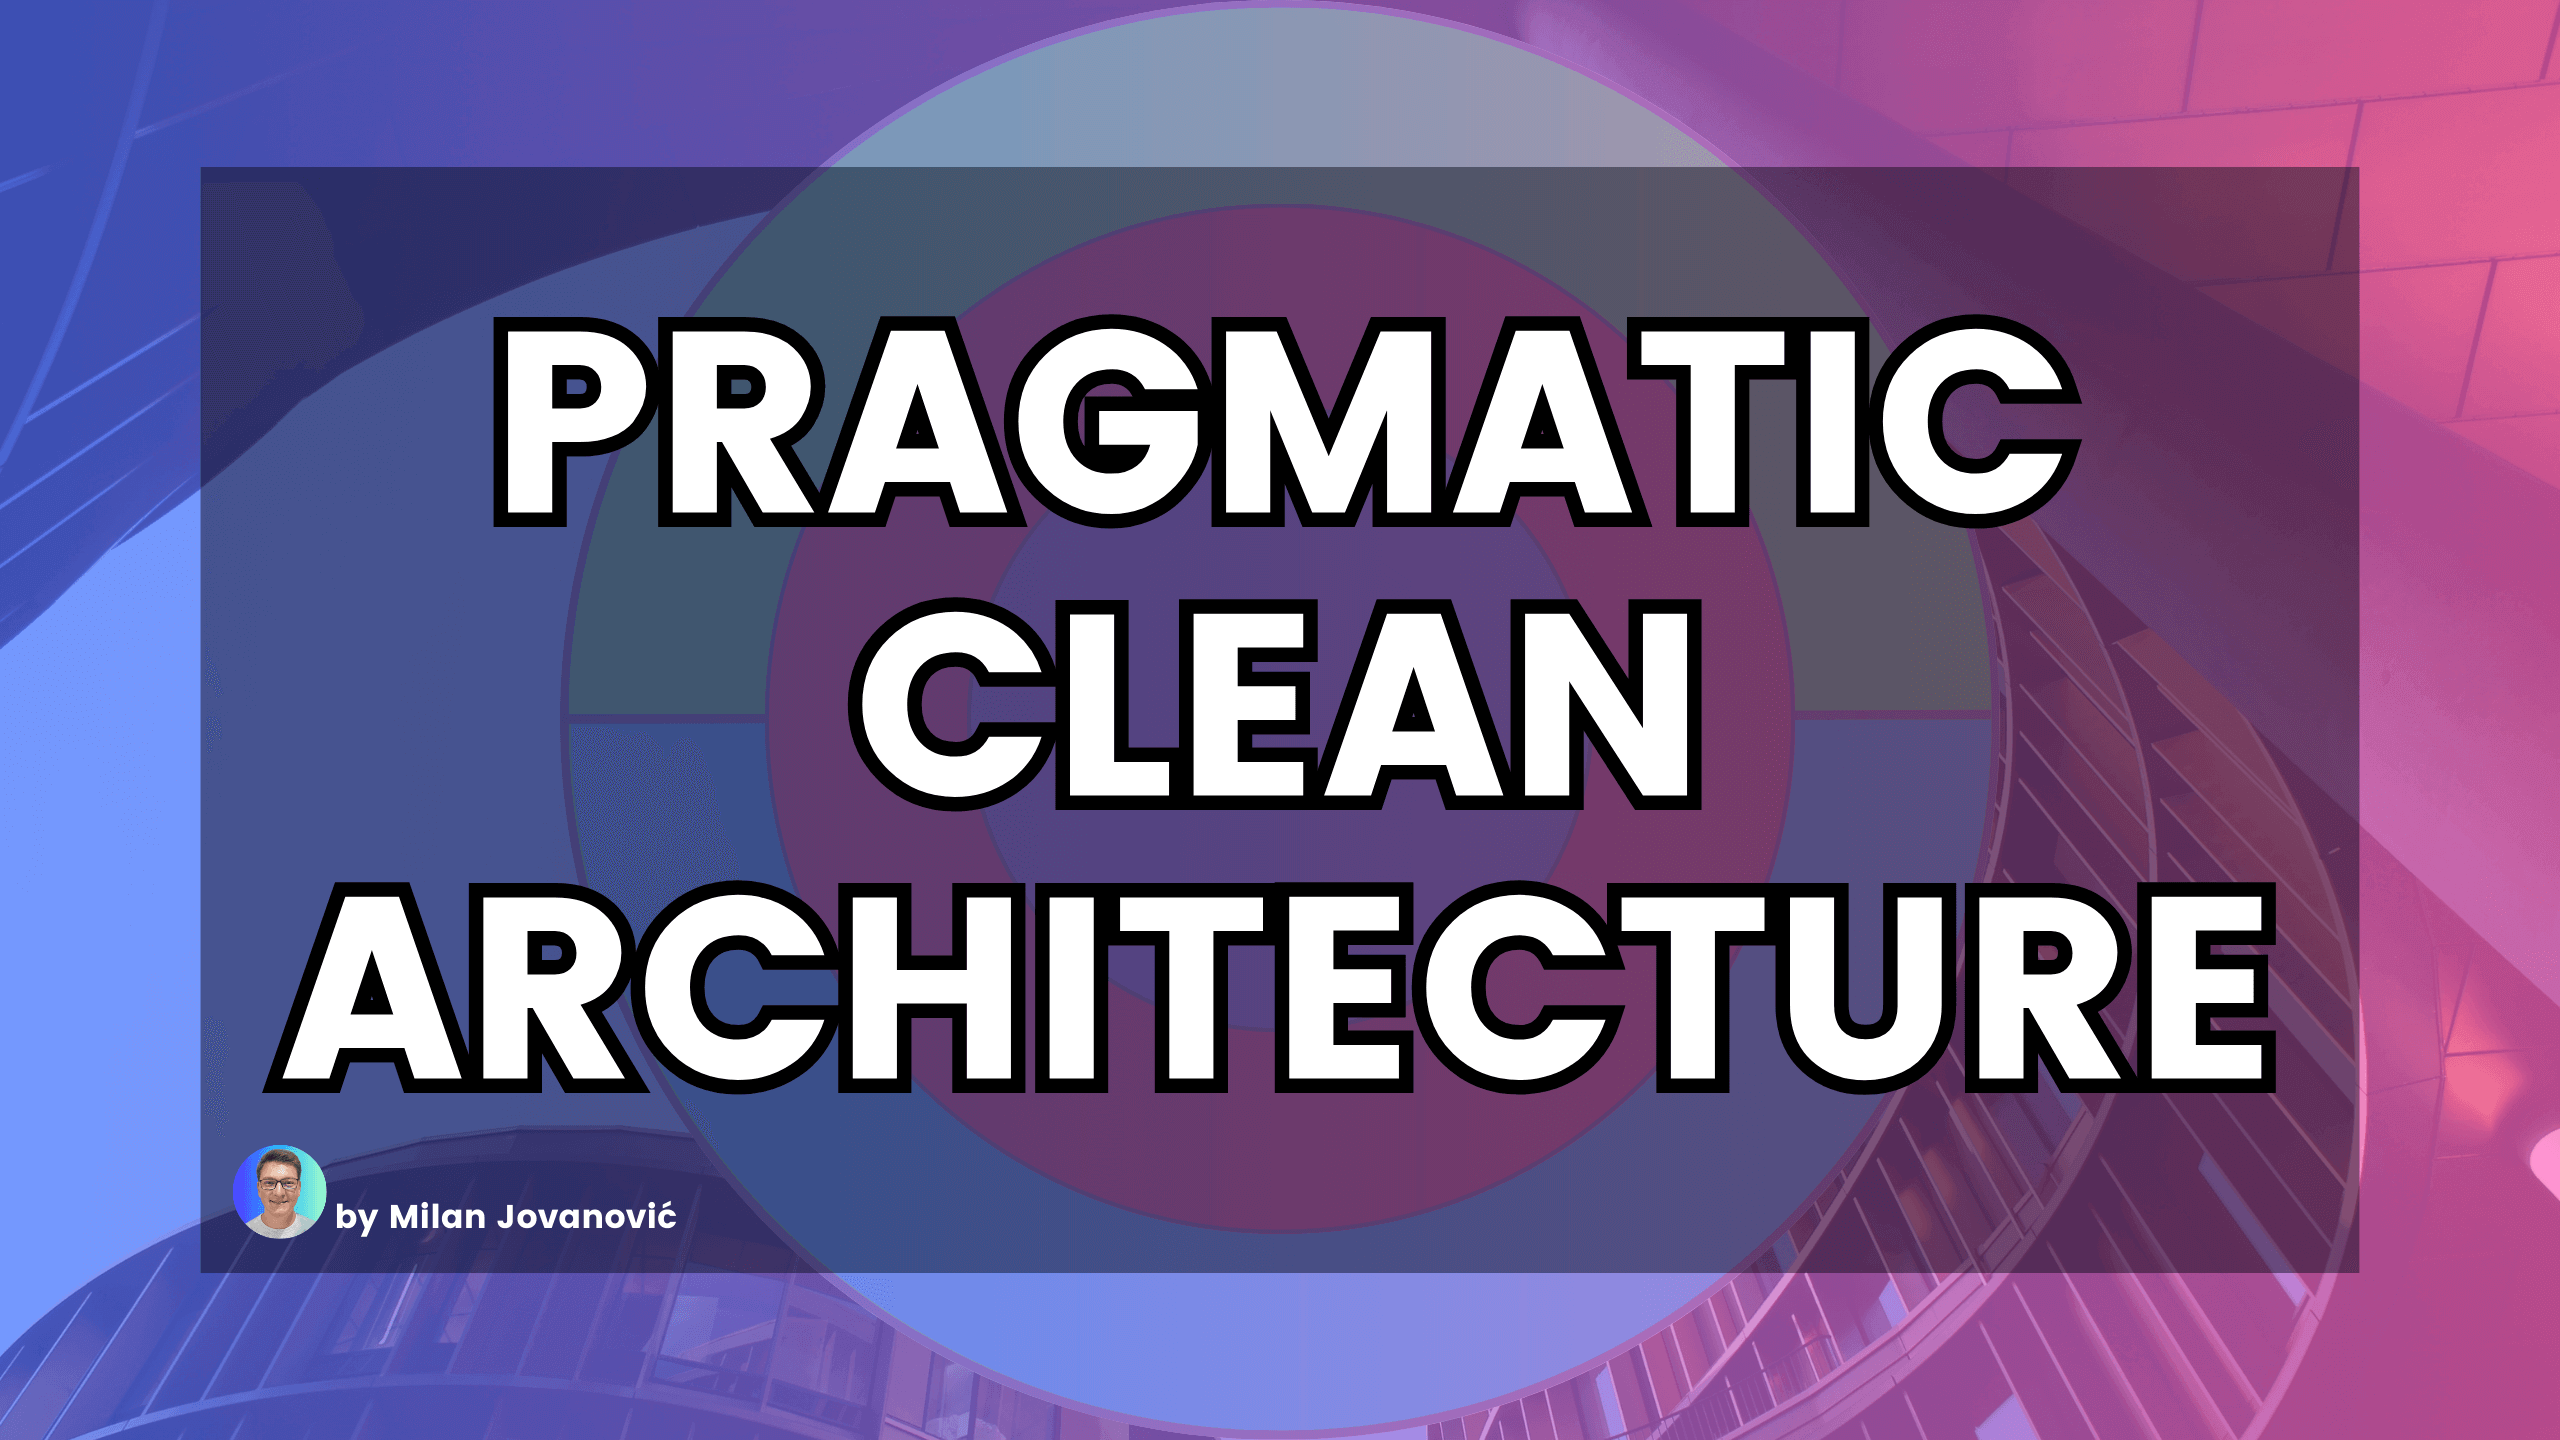 PRAGMATIC
CLEAN
ARCHITECTURE
by Milan Jovanović